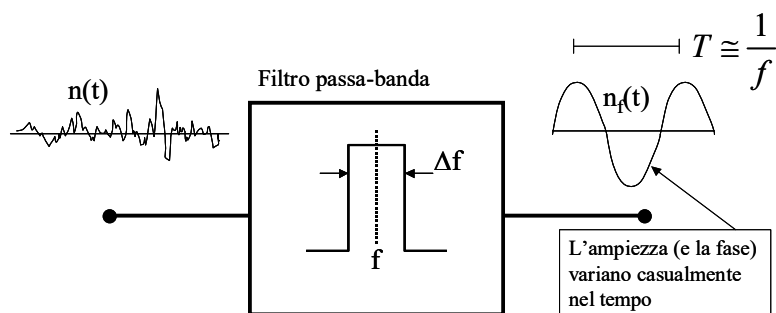 T ≅ 1/f
Filtro passa-banda
n(t)
n_f(t)
Δf
f
L'ampiezza (e la fase)
variano casualmente
nel tempo